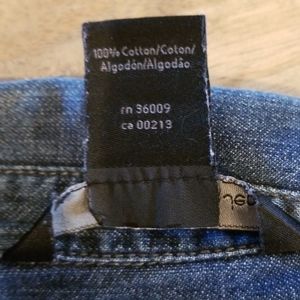 100% Cotton/Coton/
Algodón/Algodão
rn 36009
ca 00213